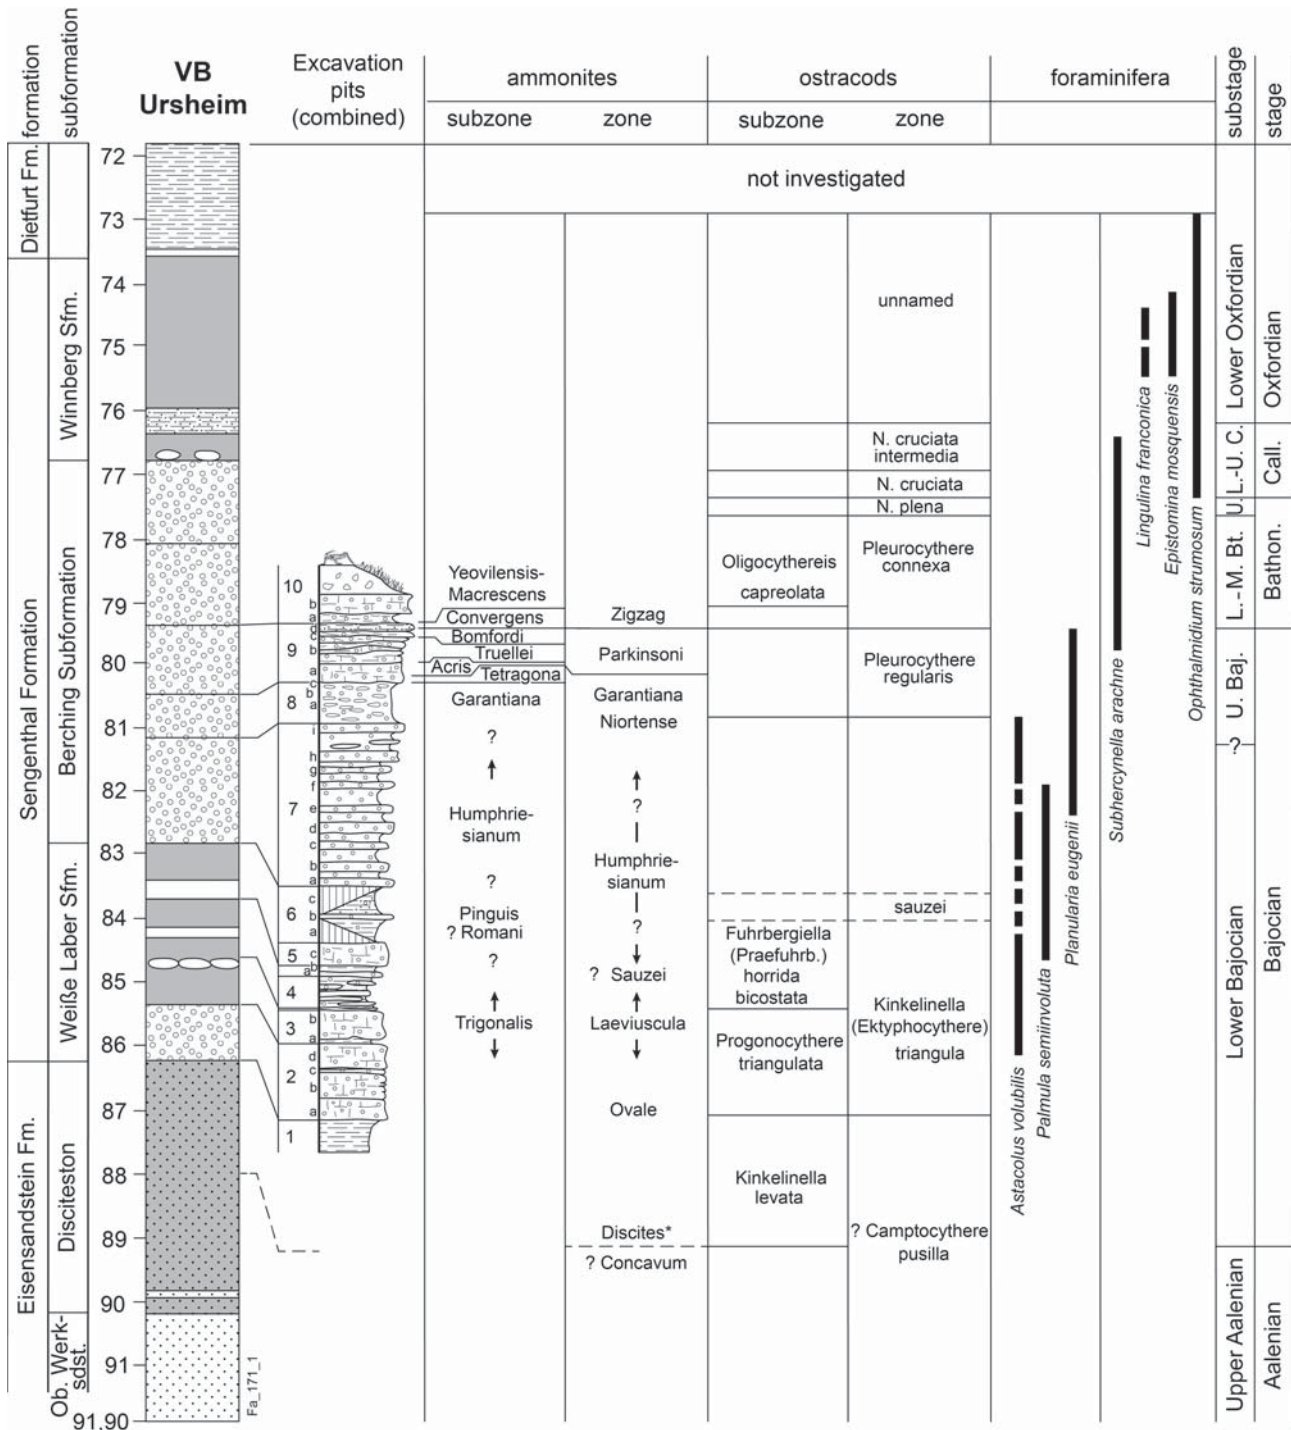 formation
subformation
VB
Ursheim
Excavation
pits
(combined)
ammonites
subzone
zone
ostracods
subzone
zone
foraminifera
substage
stage
Dietfurt Fm.
Sengenthal Formation
Eisensandstein Fm.
Winnberg Sfm.
Berching Subformation
Weiße Laber Sfm.
Disciteston
Ob. Werk-
sdst.
72
73
74
75
76
77
78
79
80
81
82
83
84
85
86
87
88
89
90
91
91.90
Fa_171_1
10
b
a
9
d
c
b
a
8
c
b
a
7
i
h
g
f
e
d
c
b
a
6
c
b
a
5
c
b
a
4
3
b
a
2
d
c
b
a
1
not investigated
Yeovilensis-
Macrescens
Convergens
Bomfordi
Truellei
Acris
Tetragona
Garantiana
?
Humphrie-
sianum
?
Pinguis
? Romani
?
Trigonalis
Zigzag
Parkinsoni
Garantiana
Niortense
?
Humphrie-
sianum
?
? Sauzei
Laeviuscula
Ovale
Discites*
? Concavum
Oligocythereis
capreolata
Fuhrbergiella
(Praefuhrb.)
horrida
bicostata
Progonocythere
triangulata
Kinkelinella
levata
unnamed
N. cruciata
intermedia
N. cruciata
N. plena
Pleurocythere
connexa
Pleurocythere
regularis
sauzei
Kinkelinella
(Ektyphocythere)
triangula
? Camptocythere
pusilla
Astacolus volubilis
Palmula semiinvoluta
Planularia eugenii
Subhercynella arachne
Lingulina franconica
Epistomina mosquensis
Ophthalmidium strumosum
Lower Oxfordian
L.-U. C.
U.
L.-M. Bt.
U. Baj.
?
Lower Bajocian
Upper Aalenian
Oxfordian
Call.
Bathon.
Bajocian
Aalenian